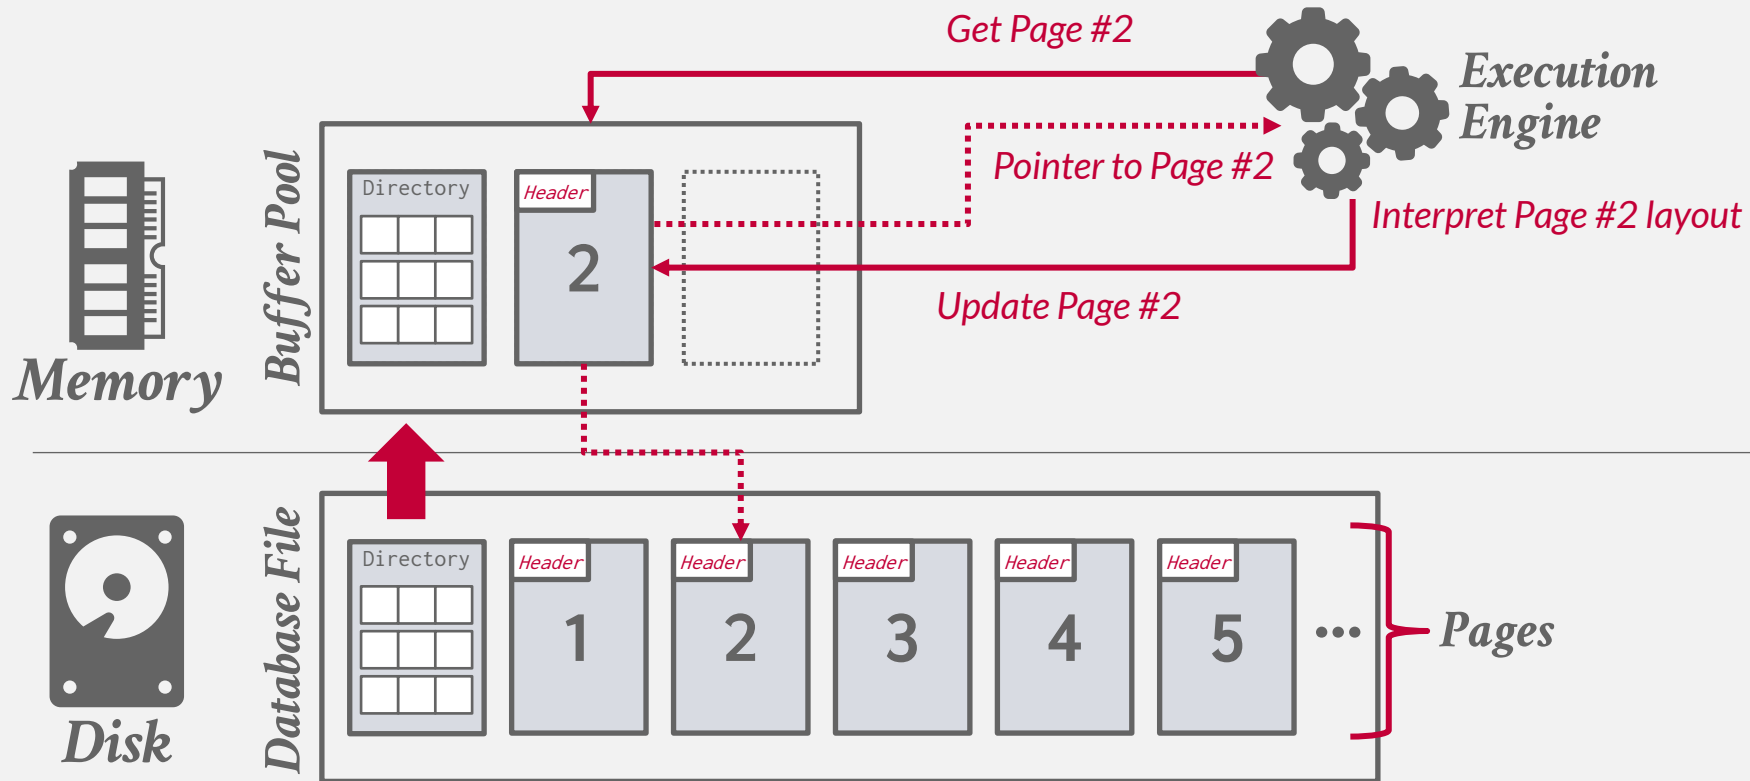 Get Page #2
Execution
Engine
Pointer to Page #2
Interpret Page #2 layout
Update Page #2
Memory
Buffer Pool
Directory
Header
2
Disk
Database File
Directory
Header
1
Header
2
Header
3
Header
4
Header
5
...
Pages